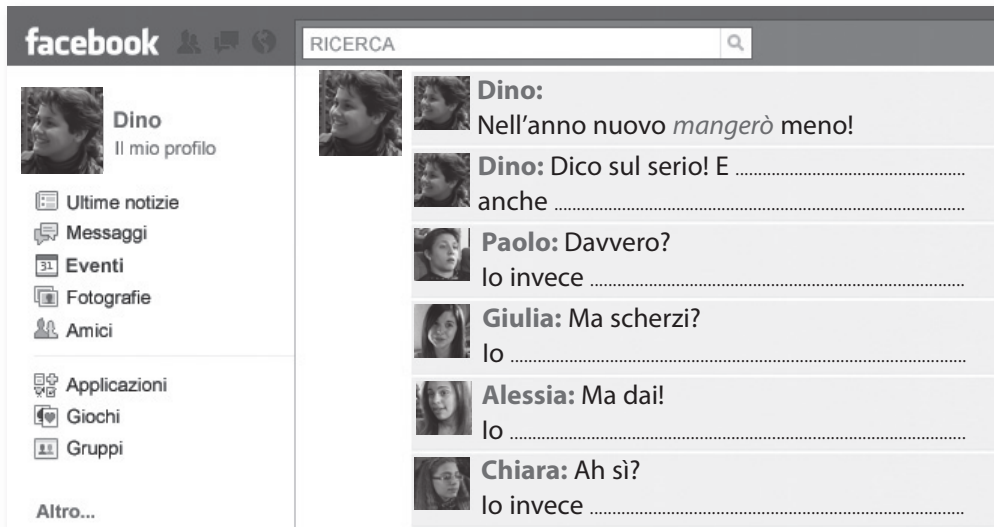 facebook
RICERCA
Dino
Il mio profilo
Ultime notizie
Messaggi
31 Eventi
Fotografie
Amici
Applicazioni
Giochi
Gruppi
Altro...
Dino:
Nell'anno nuovo mangerò meno!
Dino: Dico sul serio! E ..............................................
anche ..............................................
Paolo: Davvero?
Io invece ..............................................
Giulia: Ma scherzi?
Io ..............................................
Alessia: Ma dai!
Io ..............................................
Chiara: Ah sì?
Io invece ..............................................